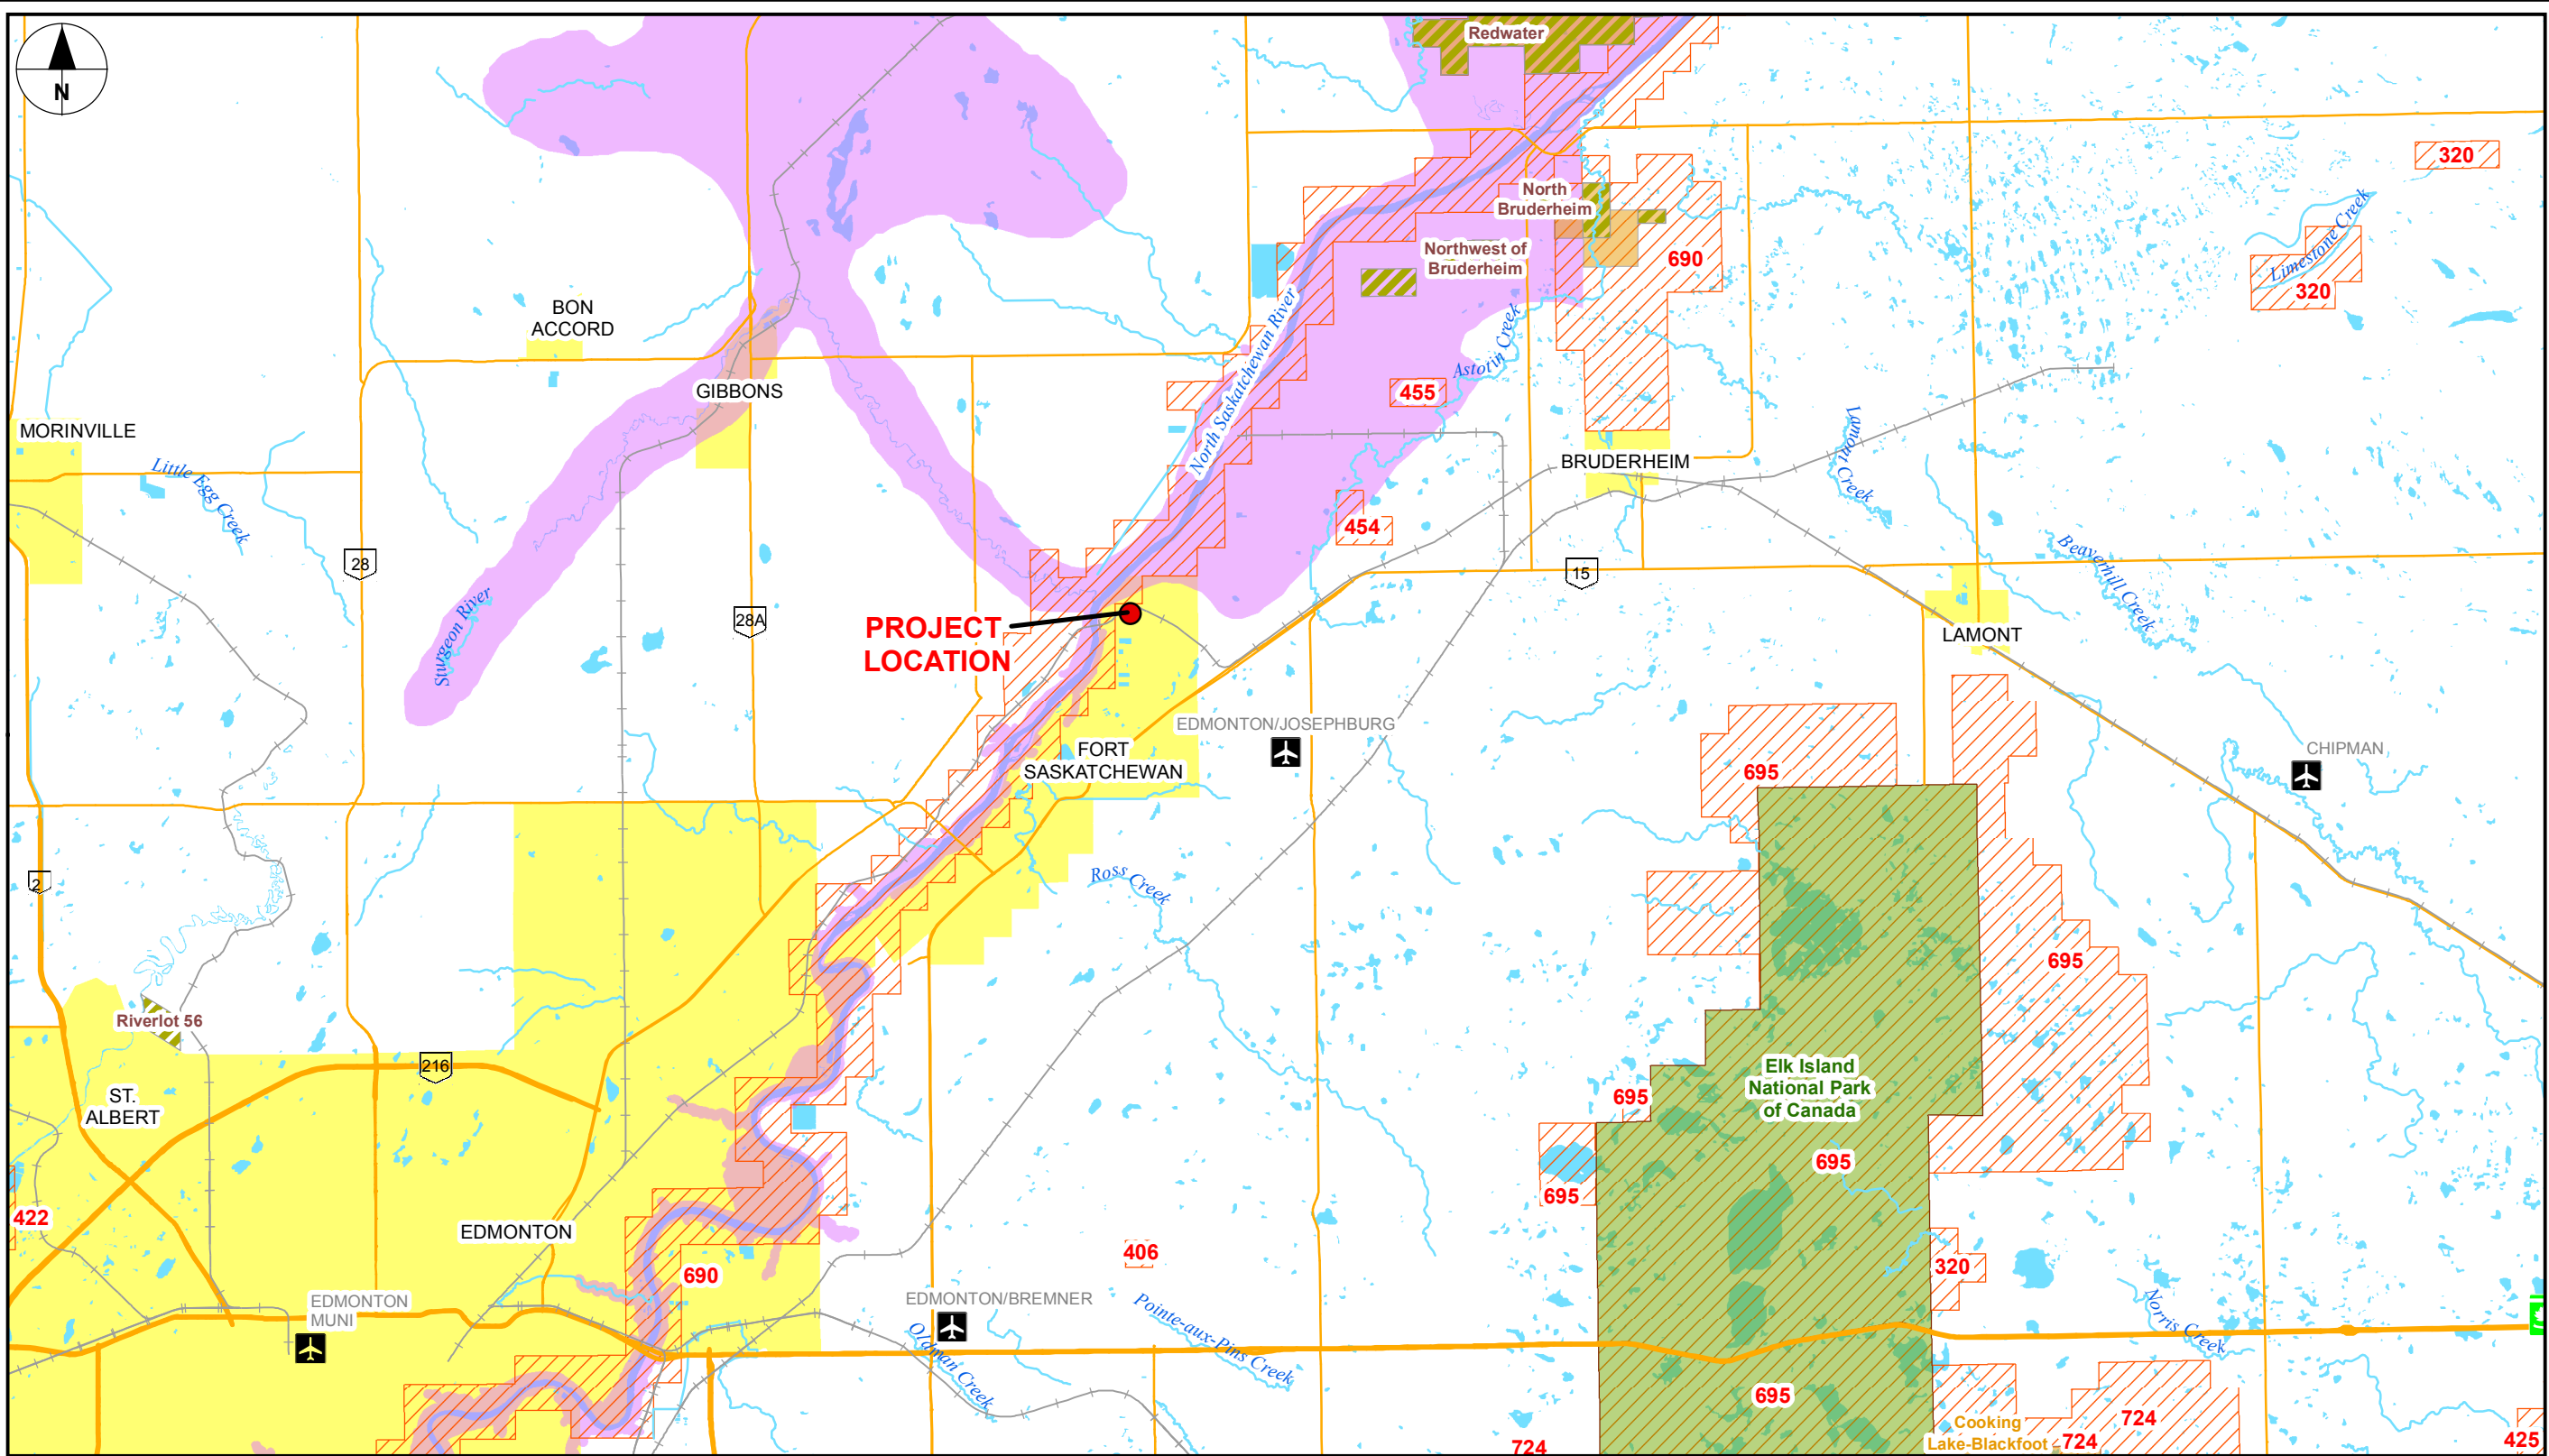 N
Redwater
320
North
Bruderheim
Northwest of
Bruderheim
690
Limestone Creek
320
BON
ACCORD
North Saskatchewan River
Astotin Creek
GIBBONS
455
MORINVILLE
Little Egg Creek
BRUDERHEIM
Lamont Creek
454
28
15
Beaverhill Creek
28A
Sturgeon River
PROJECT
LOCATION
LAMONT
EDMONTON/JOSEPHBURG
FORT
SASKATCHEWAN
CHIPMAN
695
2
Ross Creek
695
Riverlot 56
216
Elk Island
National Park
of Canada
ST.
ALBERT
695
695
695
422
EDMONTON
406
690
320
EDMONTON
MUNI
EDMONTON/BREMNER
Oldman Creek
Pointe-aux-Pins Creek
Norris Creek
695
Cooking
Lake-Blackfoot
724
724
724
425